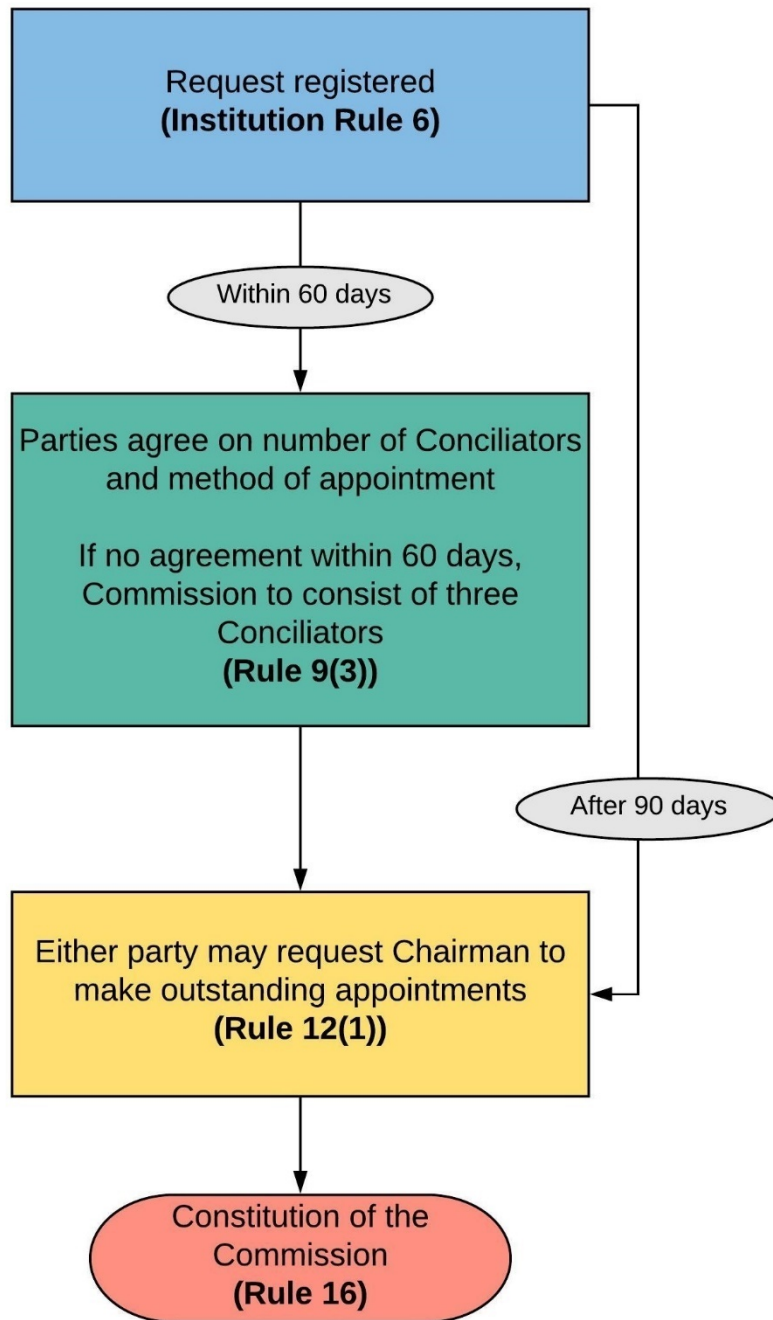 Request registered
(Institution Rule 6)
Within 60 days
Parties agree on number of Conciliators
and method of appointment
If no agreement within 60 days,
Commission to consist of three
Conciliators
(Rule 9(3))
After 90 days
Either party may request Chairman to
make outstanding appointments
(Rule 12(1))
Constitution of the
Commission
(Rule 16)